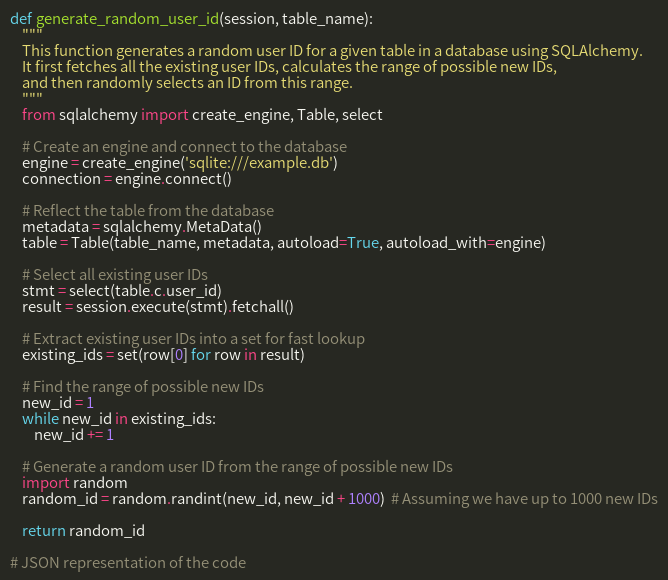 def generate_random_user_id(session, table_name):
    """
    This function generates a random user ID for a given table in a database using SQLAlchemy.
    It first fetches all the existing user IDs, calculates the range of possible new IDs,
    and then randomly selects an ID from this range.
    """
    from sqlalchemy import create_engine, Table, select

    # Create an engine and connect to the database
    engine = create_engine('sqlite:///example.db')
    connection = engine.connect()

    # Reflect the table from the database
    metadata = sqlalchemy.MetaData()
    table = Table(table_name, metadata, autoload=True, autoload_with=engine)

    # Select all existing user IDs
    stmt = select(table.c.user_id)
    result = session.execute(stmt).fetchall()

    # Extract existing user IDs into a set for fast lookup
    existing_ids = set(row[0] for row in result)

    # Find the range of possible new IDs
    new_id = 1
    while new_id in existing_ids:
        new_id += 1

    # Generate a random user ID from the range of possible new IDs
    import random
    random_id = random.randint(new_id, new_id + 1000)  # Assuming we have up to 1000 new IDs

    return random_id

# JSON representation of the code